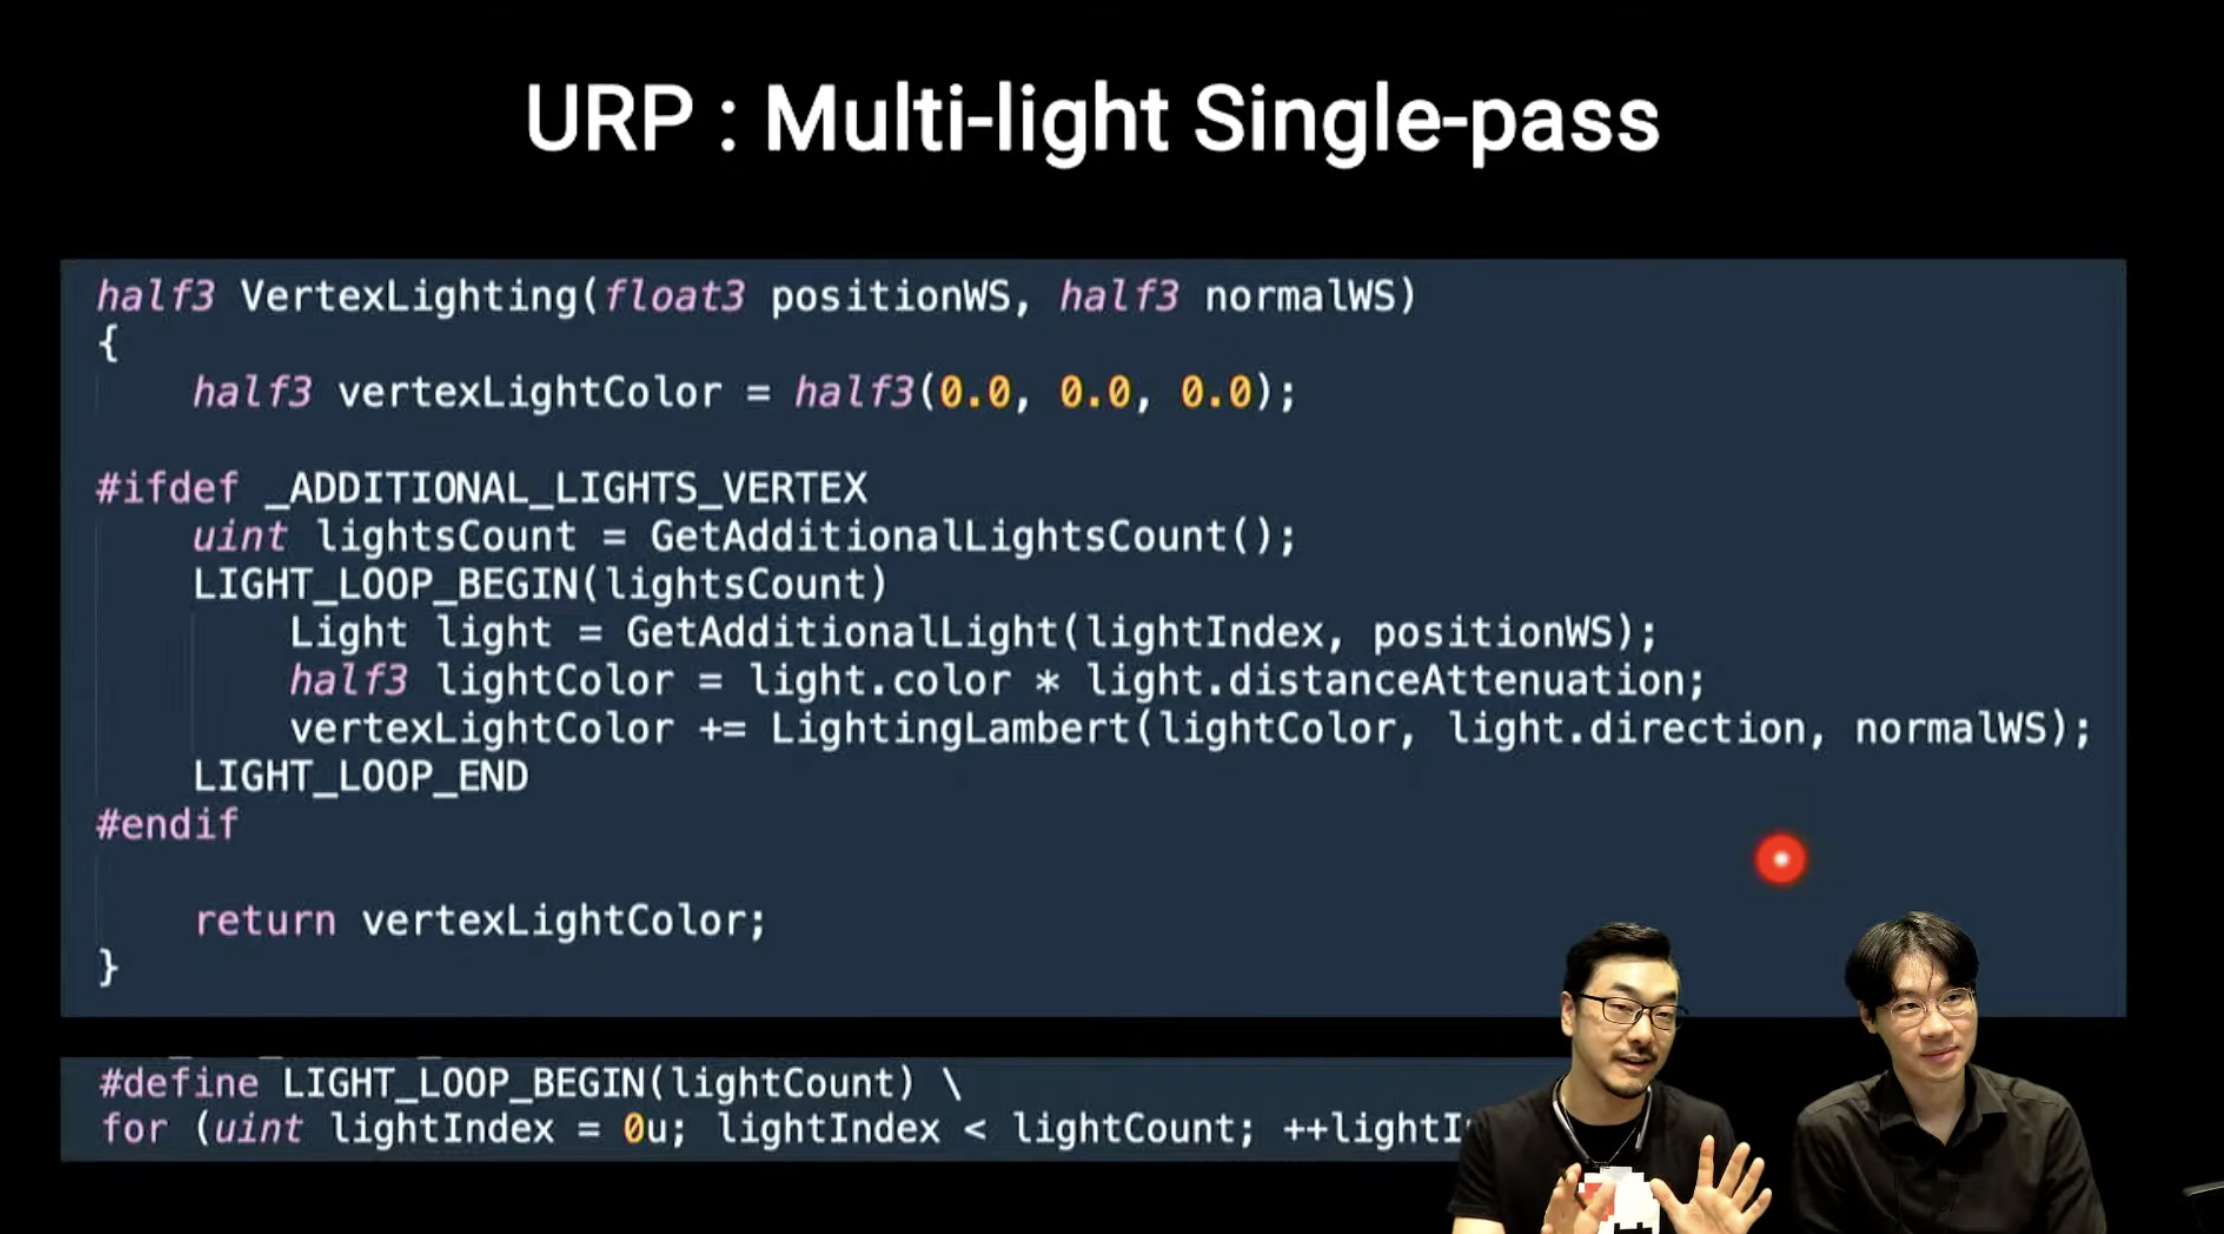 URP : Multi-light Single-pass
half3 VertexLighting(float3 positionWS, half3 normalWS)
{
half3 vertexLightColor = half3(0.0, 0.0, 0.0);
#ifdef _ADDITIONAL_LIGHTS_VERTEX
uint lightsCount = GetAdditionalLightsCount();
LIGHT_LOOP_BEGIN(lightsCount)
Light light = GetAdditionalLight(lightIndex, positionWS);
half3 lightColor = light.color * light.distanceAttenuation;
vertexLightColor += LightingLambert(lightColor, light.direction, normalWS);
LIGHT_LOOP_END
#endif
return vertexLightColor;
}
#define LIGHT_LOOP_BEGIN(lightCount) \
for (uint lightIndex = 0u; lightIndex < lightCount;